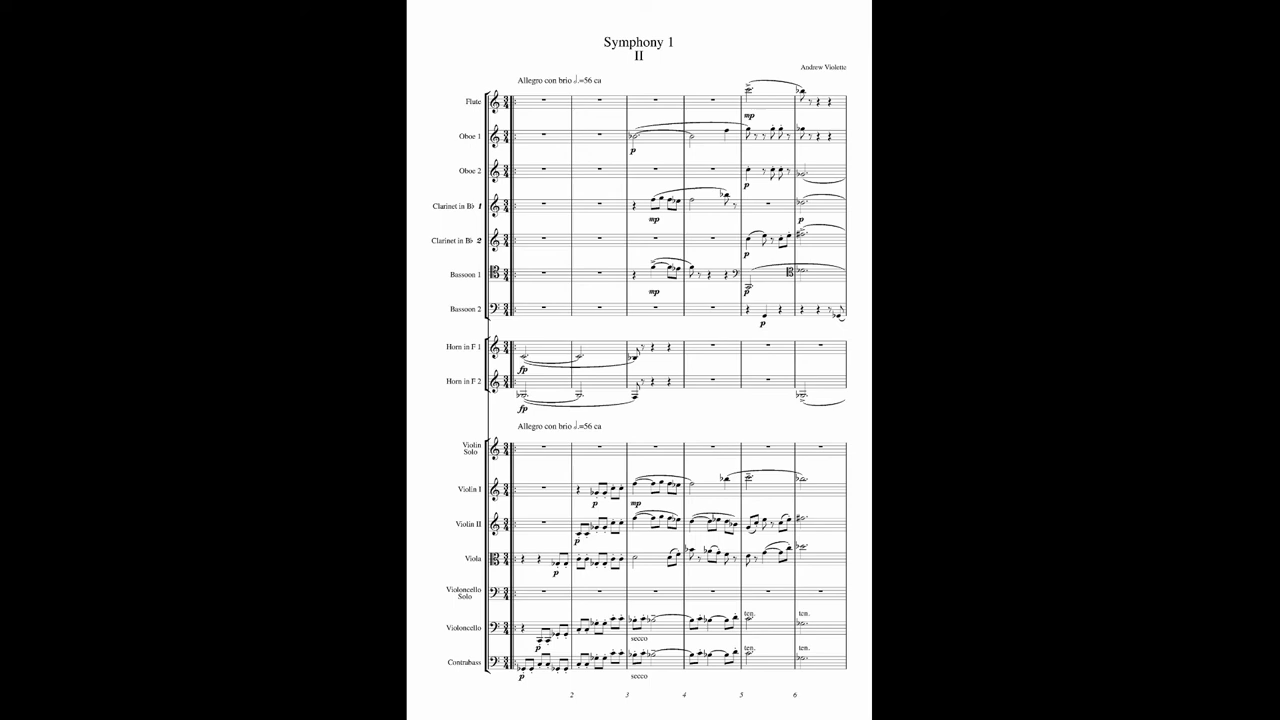 Symphony 1
II
Andrew Violette
Allegro con brio 𝅗𝅥.=56 ca
Flute
mp
Oboe 1
p
Oboe 2
p
Clarinet in B♭ 1
mp
p
Clarinet in B♭ 2
p
Bassoon 1
mp
p
Bassoon 2
p
Horn in F 1
fp
Horn in F 2
fp
Allegro con brio 𝅗𝅥.=56 ca
Violin
Solo
Violin I
p
mp
Violin II
p
Viola
p
Violoncello
Solo
ten. ten.
Violoncello
p
secco
ten. ten.
Contrabass
p
secco
2 3 4 5 6